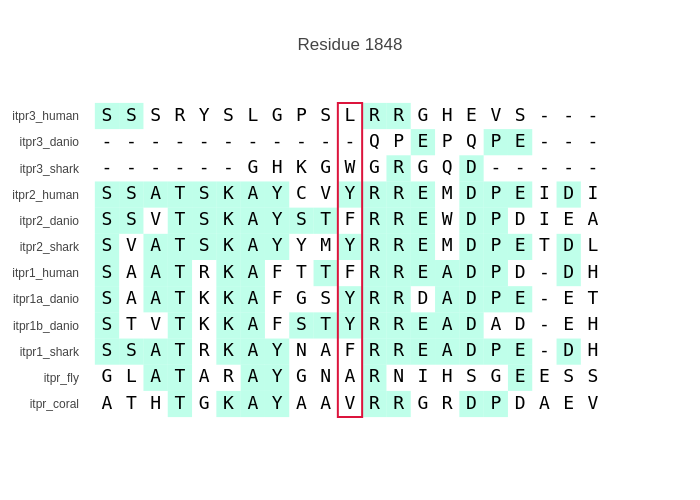 Residue 1848
itpr3_human S S S R Y S L G P S L R R G H E V S - - -
itpr3_danio - - - - - - - - - - - Q P E P Q P E - - -
itpr3_shark - - - - - - G H K G W G R G Q D - - - - -
itpr2_human S S A T S K A Y C V Y R R E M D P E I D I
itpr2_danio S S V T S K A Y S T F R R E W D P D I E A
itpr2_shark S V A T S K A Y Y M Y R R E M D P E T D L
itpr1_human S A A T R K A F T T F R R E A D P D - D H
itpr1a_danio S A A T K K A F G S Y R R D A D P E - E T
itpr1b_danio S T V T K K A F S T Y R R E A D A D - E H
itpr1_shark S S A T R K A Y N A F R R E A D P E - D H
itpr_fly G L A T A R A Y G N A R N I H S G E E S S
itpr_coral A T H T G K A Y A A V R R G R D P D A E V